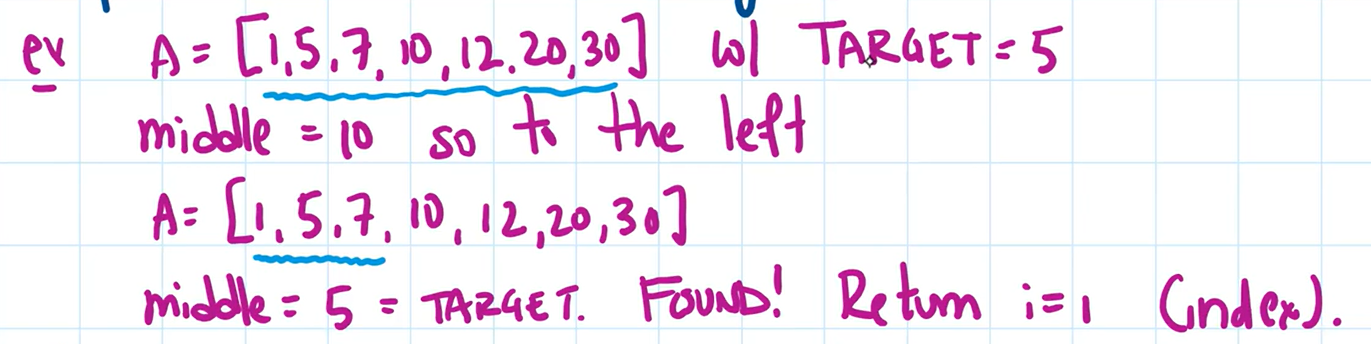 ex A = [1,5,7,10,12,20,30] w/ TARGET = 5
middle = 10 so to the left
A = [1,5,7,10,12,20,30]
middle = 5 = TARGET. FOUND! Return i=1 (index).